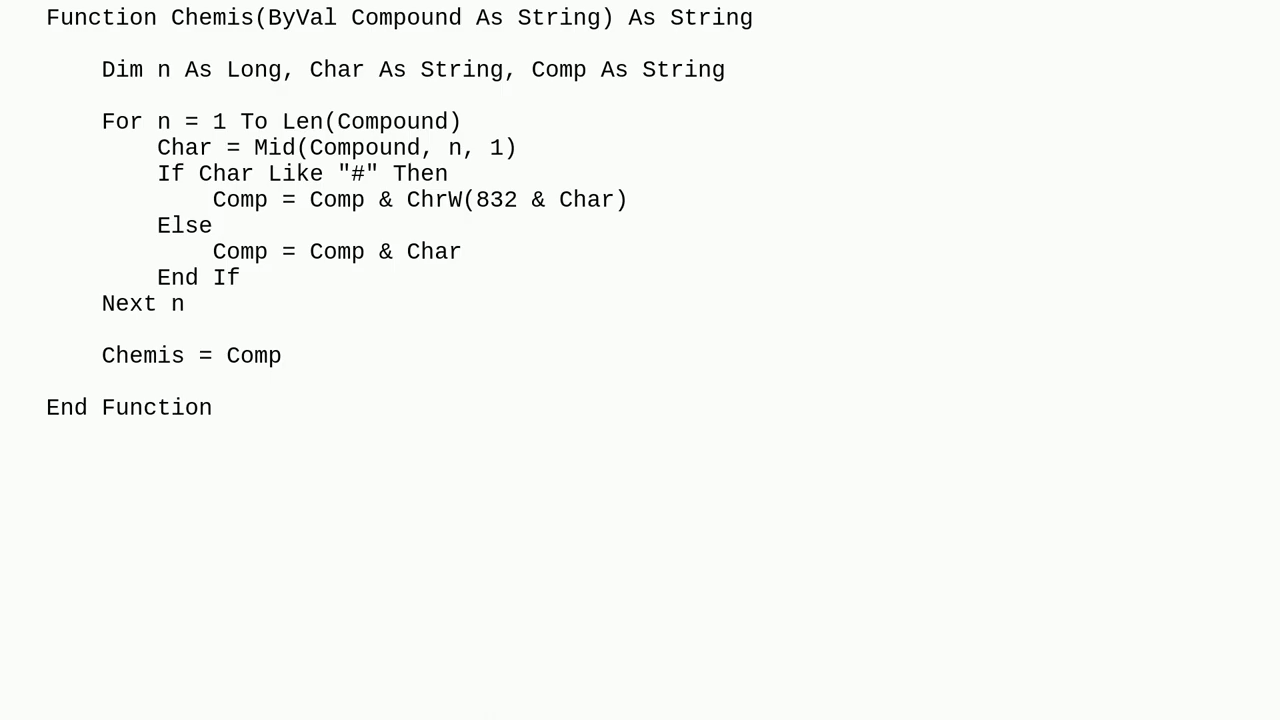 Function Chemis(ByVal Compound As String) As String
Dim n As Long, Char As String, Comp As String
For n = 1 To Len(Compound)
Char = Mid(Compound, n, 1)
If Char Like "#" Then
Comp = Comp & ChrW(832 & Char)
Else
Comp = Comp & Char
End If
Next n
Chemis = Comp
End Function